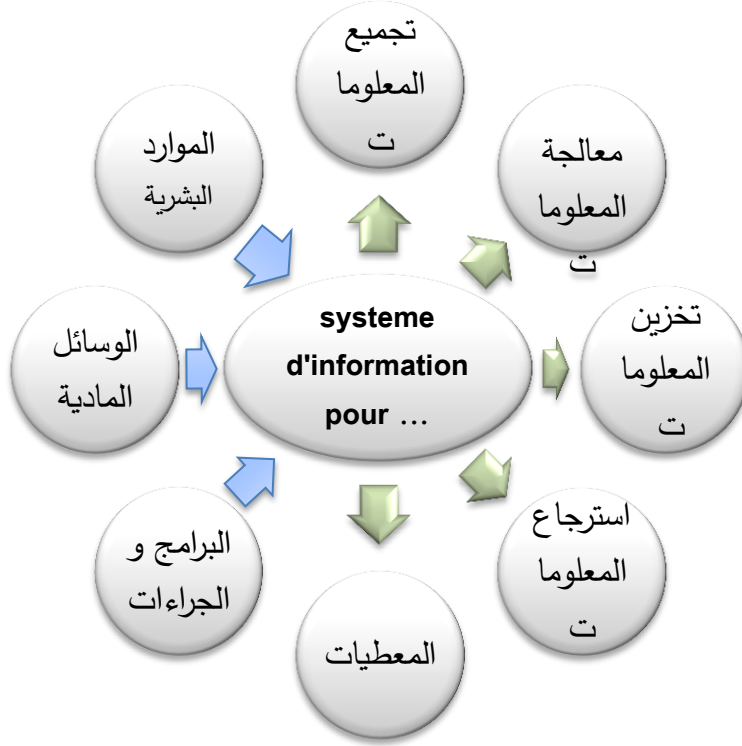 تجميع
المعلوما
ت
معالجة
المعلوما
ت
الموارد
البشرية
systeme
d'information
pour ...
تخزين
المعلوما
ت
الوسائل
المادية
استرجاع
المعلوما
ت
البرامج و
الجراءات
المعطيات